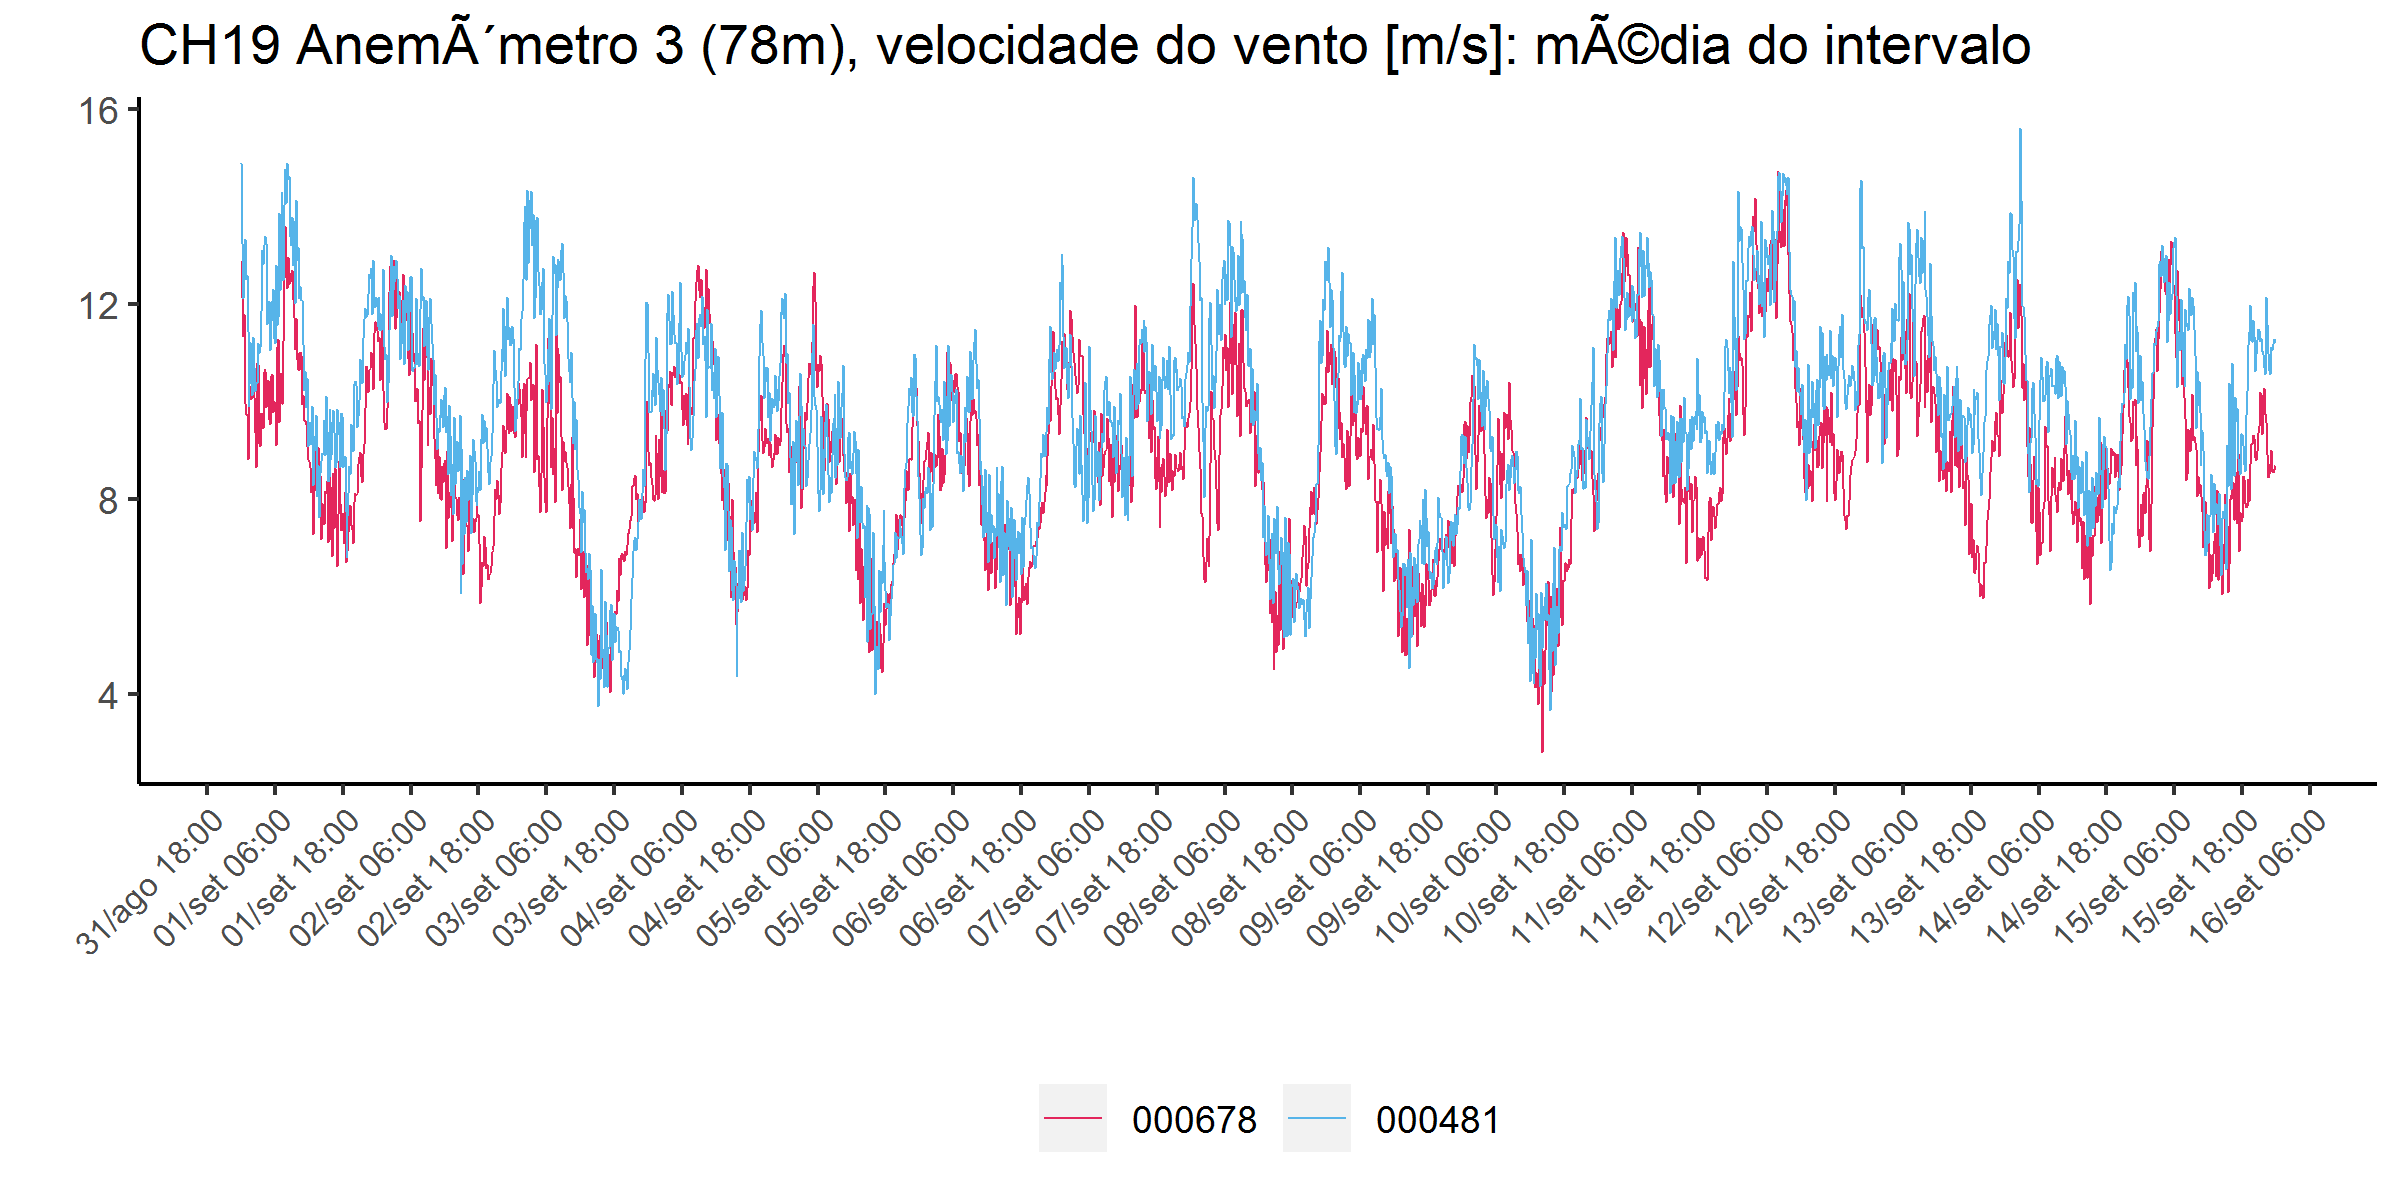 CH19 AnemÃ´metro 3 (78m), velocidade do vento [m/s]: mÃ©dia do intervalo
16
12
8
4
31/ago 18:00
01/set 06:00
01/set 18:00
02/set 06:00
02/set 18:00
03/set 06:00
03/set 18:00
04/set 06:00
04/set 18:00
05/set 06:00
05/set 18:00
06/set 06:00
06/set 18:00
07/set 06:00
07/set 18:00
08/set 06:00
08/set 18:00
09/set 06:00
09/set 18:00
10/set 06:00
10/set 18:00
11/set 06:00
11/set 18:00
12/set 06:00
12/set 18:00
13/set 06:00
13/set 18:00
14/set 06:00
14/set 18:00
15/set 06:00
15/set 18:00
16/set 06:00
000678
000481